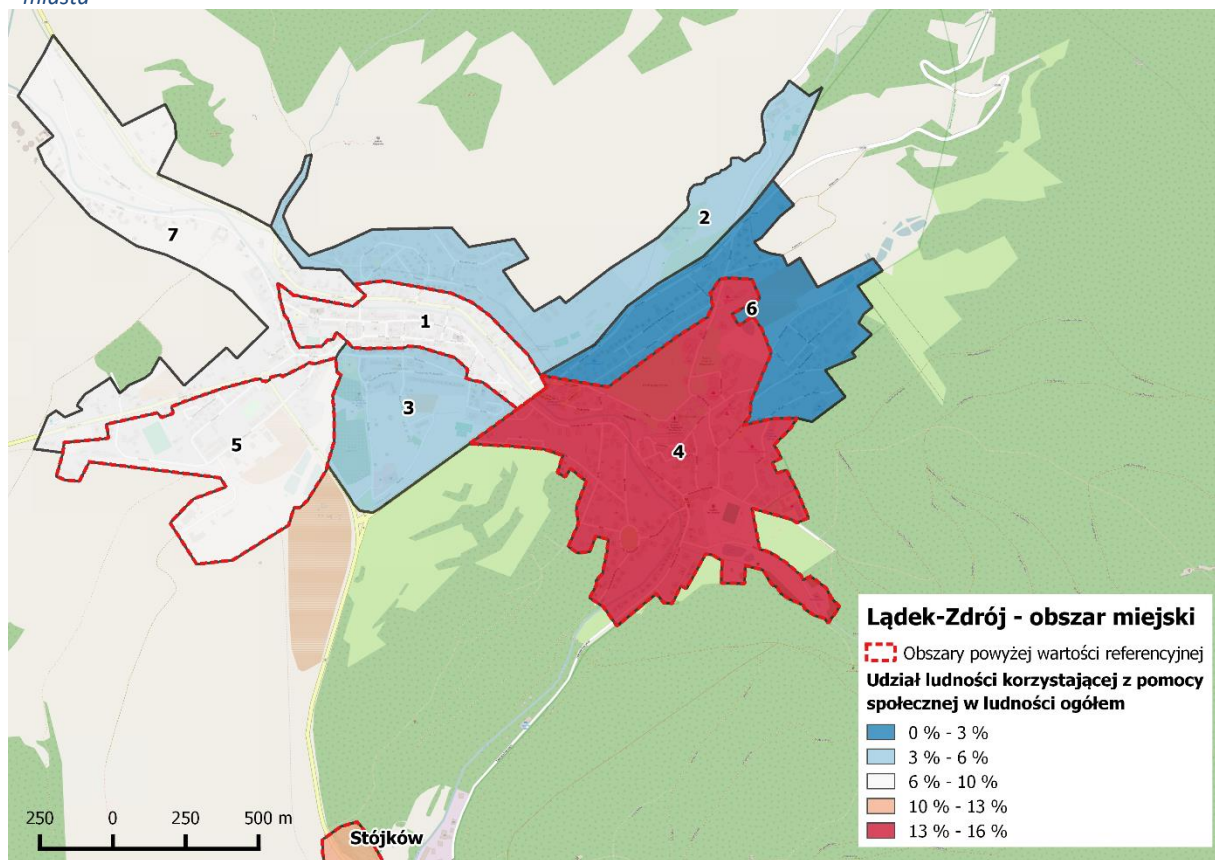 miasta
7
2
6
1
3
4
5
Lądek-Zdrój - obszar miejski
Obszary powyżej wartości referencyjnej
Udział ludności korzystającej z pomocy
społecznej w ludności ogółem
0 % - 3 %
3 % - 6 %
6 % - 10 %
10 % - 13 %
13 % - 16 %
250 0 250 500 m
Stójków